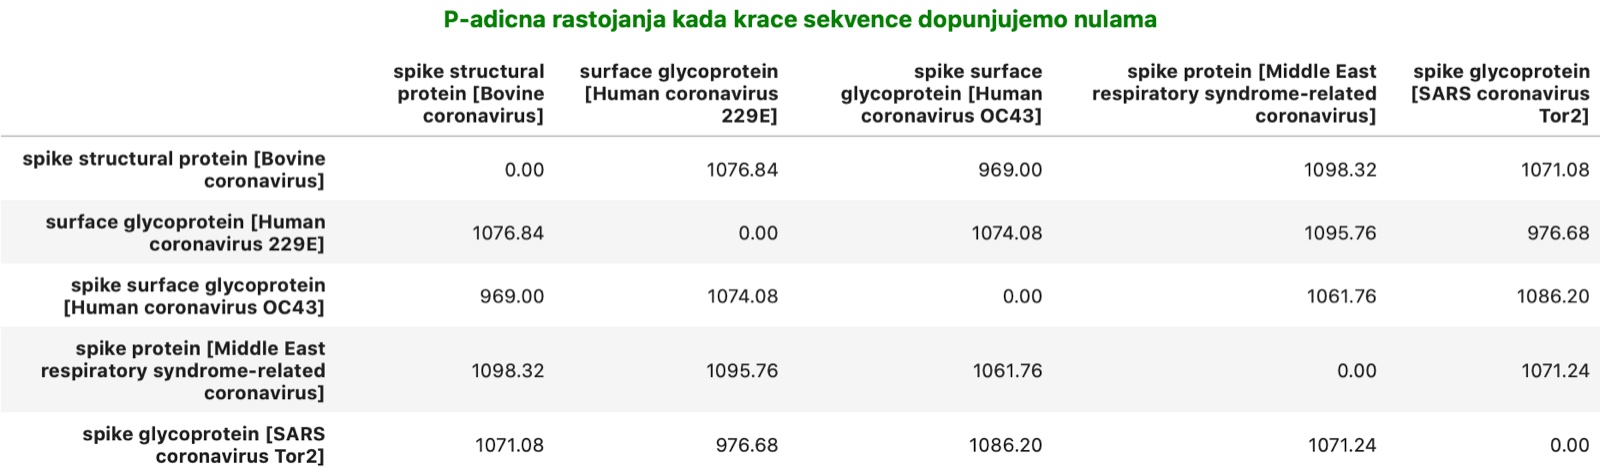 P-adicna rastojanja kada krace sekvence dopunjujemo nulama
spike structural protein [Bovine coronavirus] surface glycoprotein [Human coronavirus 229E] spike surface glycoprotein [Human coronavirus OC43] spike protein [Middle East respiratory syndrome-related coronavirus] spike glycoprotein [SARS coronavirus Tor2]
spike structural protein [Bovine coronavirus] 0.00 1076.84 969.00 1098.32 1071.08
surface glycoprotein [Human coronavirus 229E] 1076.84 0.00 1074.08 1095.76 976.68
spike surface glycoprotein [Human coronavirus OC43] 969.00 1074.08 0.00 1061.76 1086.20
spike protein [Middle East respiratory syndrome-related coronavirus] 1098.32 1095.76 1061.76 0.00 1071.24
spike glycoprotein [SARS coronavirus Tor2] 1071.08 976.68 1086.20 1071.24 0.00